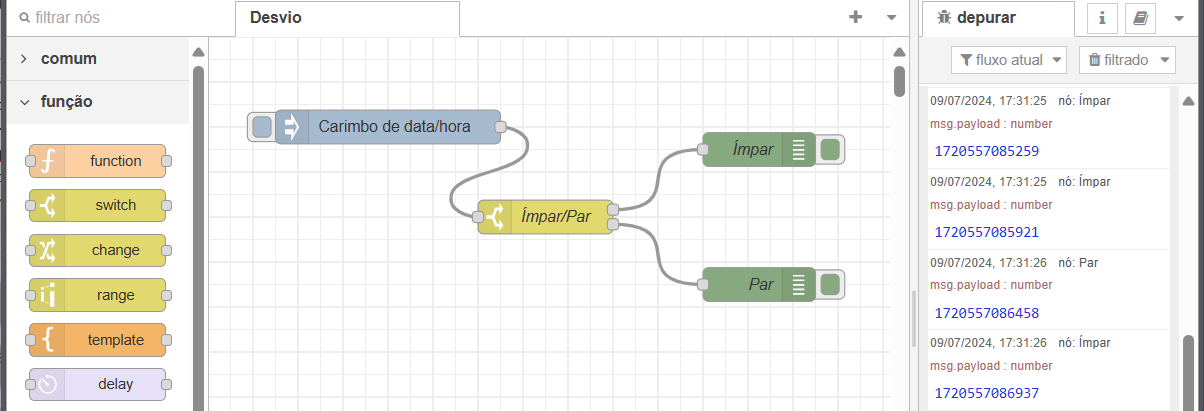 filtrar nós
comum
função
function
switch
change
range
template
delay
Desvio
Carimbo de data/hora
Ímpar/Par
Ímpar
Par
depurar
fluxo atual
filtrado
09/07/2024, 17:31:25 nó: Ímpar
msg.payload : number
1720557085259
09/07/2024, 17:31:25 nó: Ímpar
msg.payload : number
1720557085921
09/07/2024, 17:31:26 nó: Par
msg.payload : number
1720557086458
09/07/2024, 17:31:26 nó: Ímpar
msg.payload : number
1720557086937